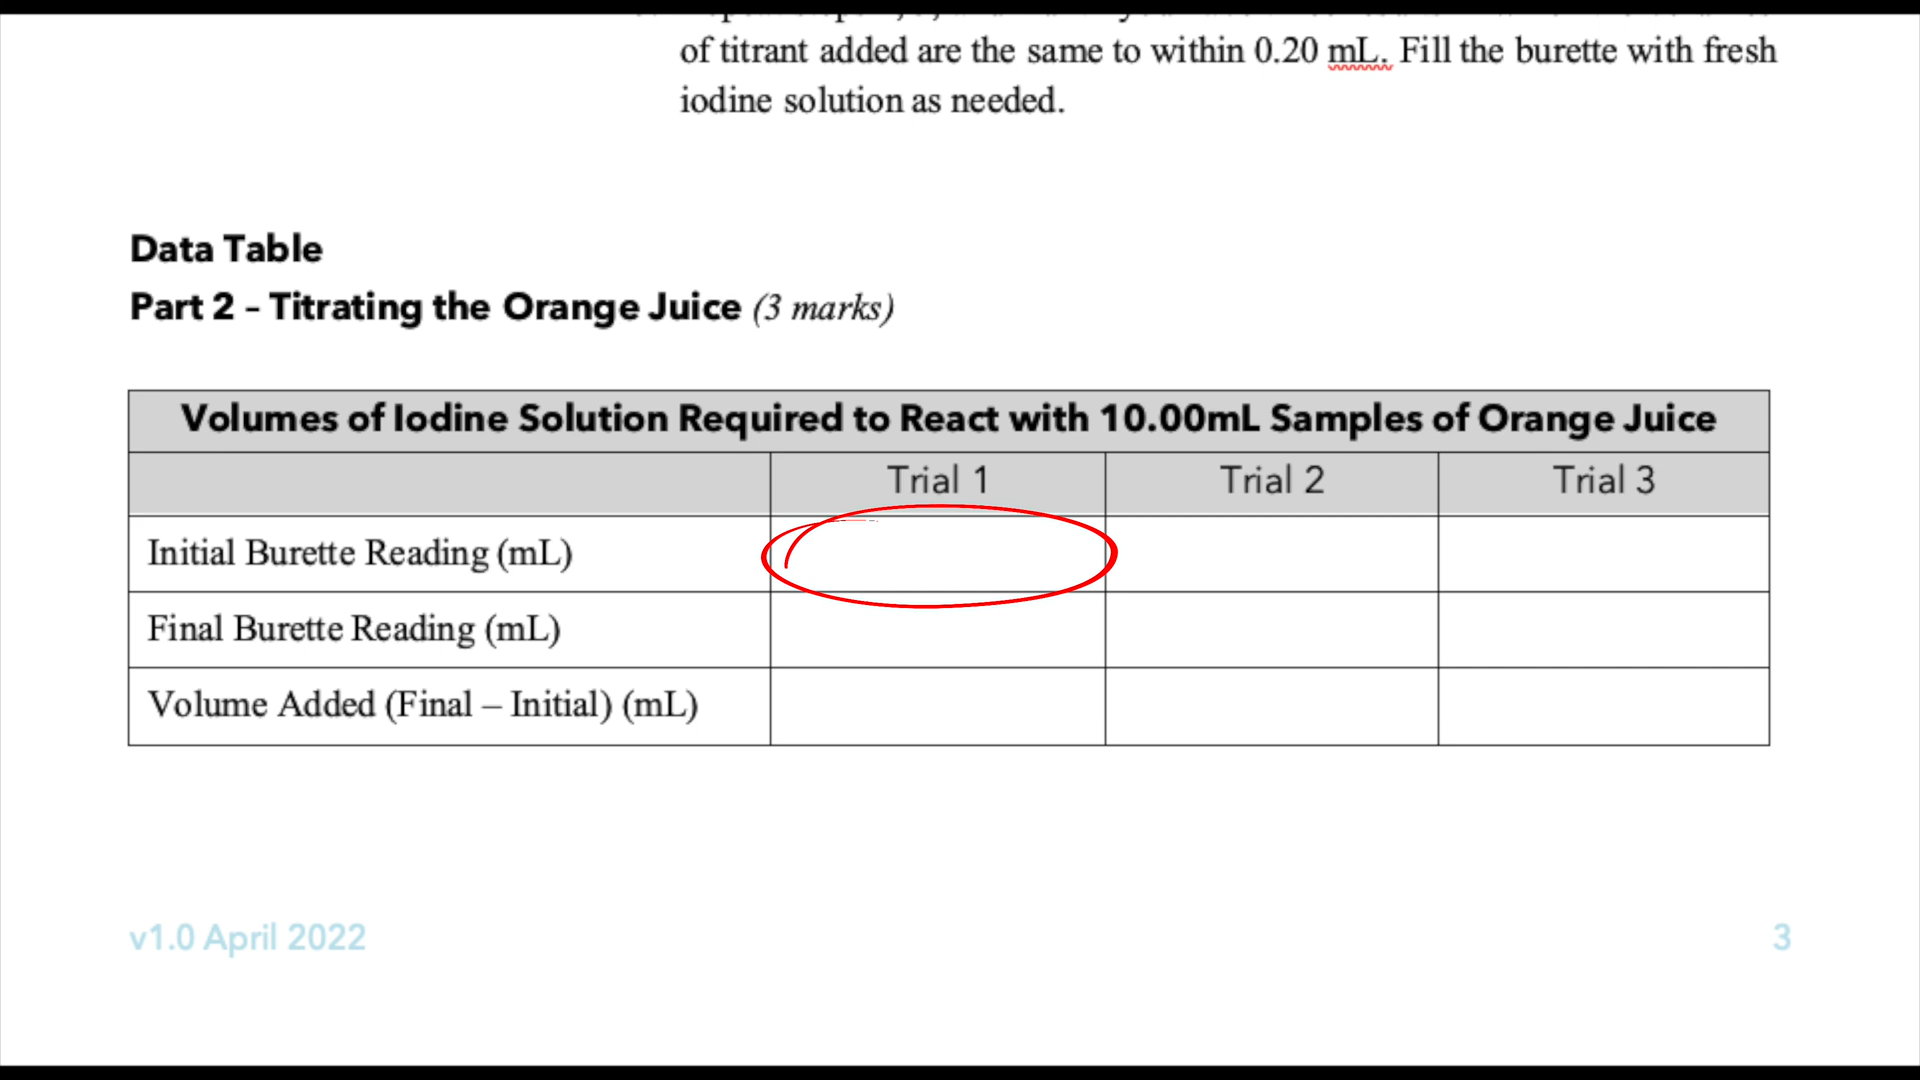 of titrant added are the same to within 0.20 mL. Fill the burette with fresh
iodine solution as needed.
Data Table
Part 2 – Titrating the Orange Juice (3 marks)
Volumes of Iodine Solution Required to React with 10.00mL Samples of Orange Juice
Trial 1 Trial 2 Trial 3
Initial Burette Reading (mL)
Final Burette Reading (mL)
Volume Added (Final – Initial) (mL)
v1.0 April 2022 3